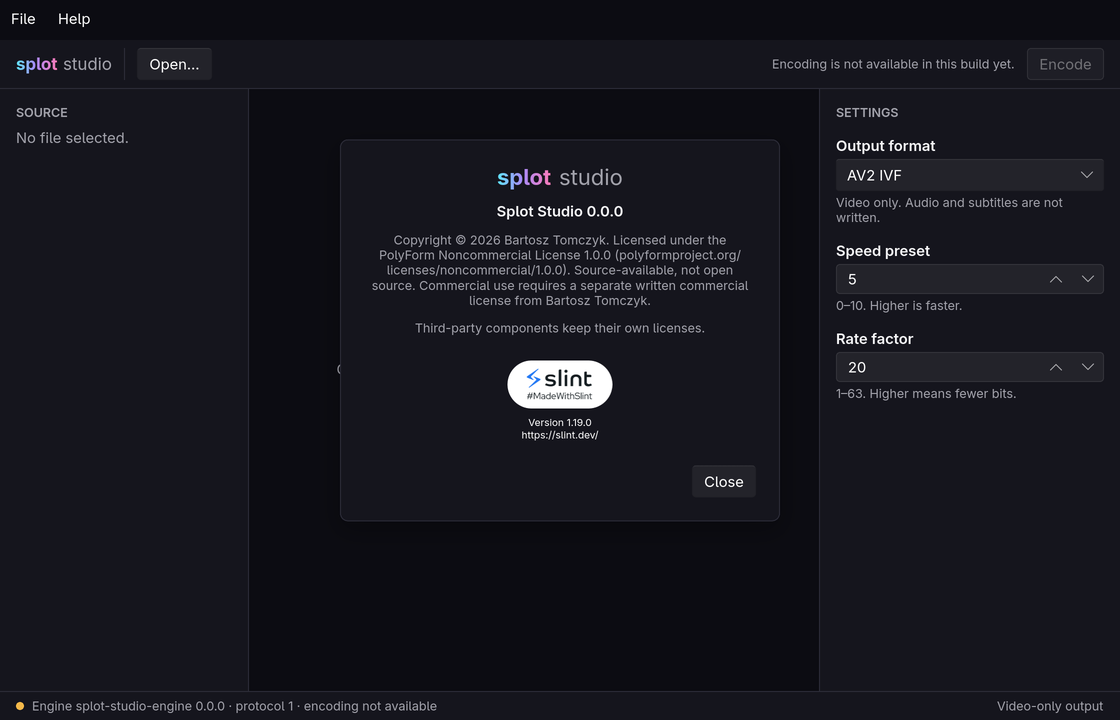 File Help
splot studio Open... Encoding is not available in this build yet. Encode
SOURCE
No file selected.
splot studio
Splot Studio 0.0.0
Copyright © 2026 Bartosz Tomczyk. Licensed under the
PolyForm Noncommercial License 1.0.0 (polyformproject.org/
licenses/noncommercial/1.0.0). Source-available, not open
source. Commercial use requires a separate written commercial
license from Bartosz Tomczyk.
Third-party components keep their own licenses.
slint
#MadeWithSlint
Version 1.19.0
https://slint.dev/
Close
SETTINGS
Output format
AV2 IVF
Video only. Audio and subtitles are not
written.
Speed preset
5
0–10. Higher is faster.
Rate factor
20
1–63. Higher means fewer bits.
Engine splot-studio-engine 0.0.0 · protocol 1 · encoding not available Video-only output